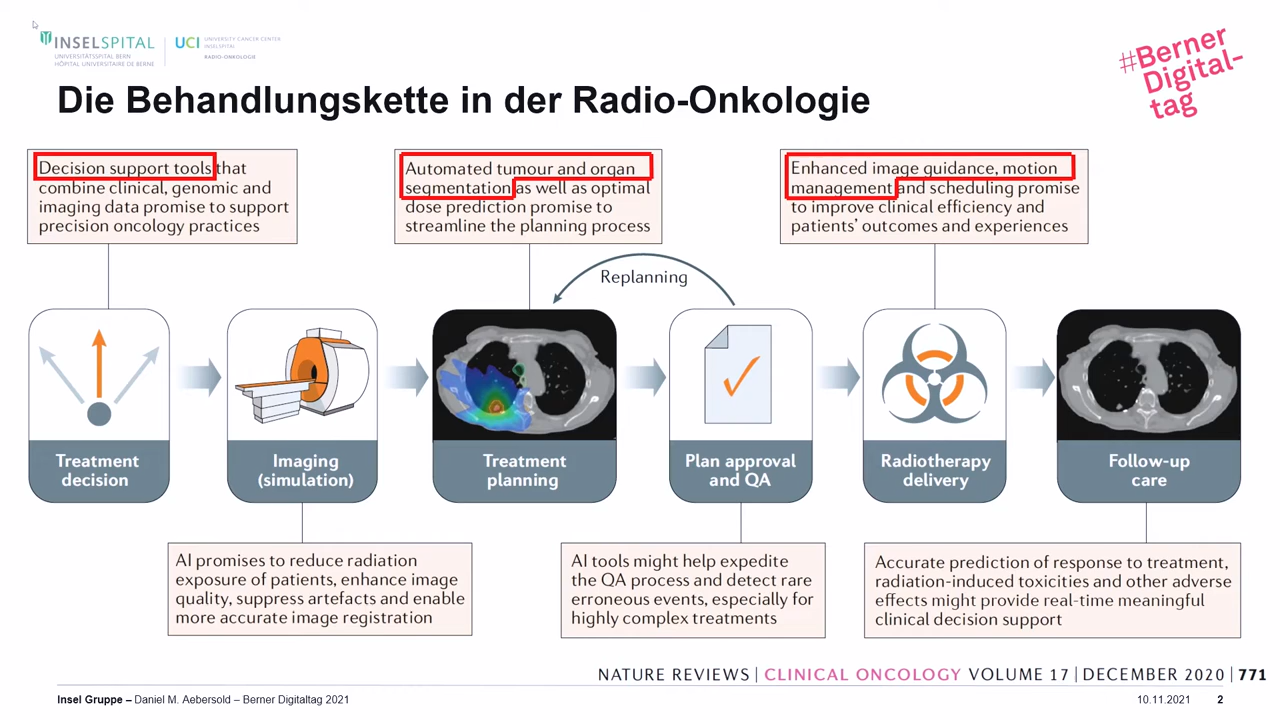 INSELSPITAL
UNIVERSITÄTSSPITAL BERN
HÔPITAL UNIVERSITAIRE DE BERNE
UCI
UNIVERSITY CANCER CENTER
INSELSPITAL
RADIO-ONKOLOGIE
#Berner
Digital-
tag
Die Behandlungskette in der Radio-Onkologie
Decision support tools that
combine clinical, genomic and
imaging data promise to support
precision oncology practices
Automated tumour and organ
segmentation as well as optimal
dose prediction promise to
streamline the planning process
Enhanced image guidance, motion
management and scheduling promise
to improve clinical efficiency and
patients’ outcomes and experiences
Replanning
Treatment
decision
Imaging
(simulation)
Treatment
planning
Plan approval
and QA
Radiotherapy
delivery
Follow-up
care
AI promises to reduce radiation
exposure of patients, enhance image
quality, suppress artefacts and enable
more accurate image registration
AI tools might help expedite
the QA process and detect rare
erroneous events, especially for
highly complex treatments
Accurate prediction of response to treatment,
radiation-induced toxicities and other adverse
effects might provide real-time meaningful
clinical decision support
NATURE REVIEWS | CLINICAL ONCOLOGY VOLUME 17 | DECEMBER 2020 | 771
Insel Gruppe – Daniel M. Aebersold – Berner Digitaltag 2021
10.11.2021 2